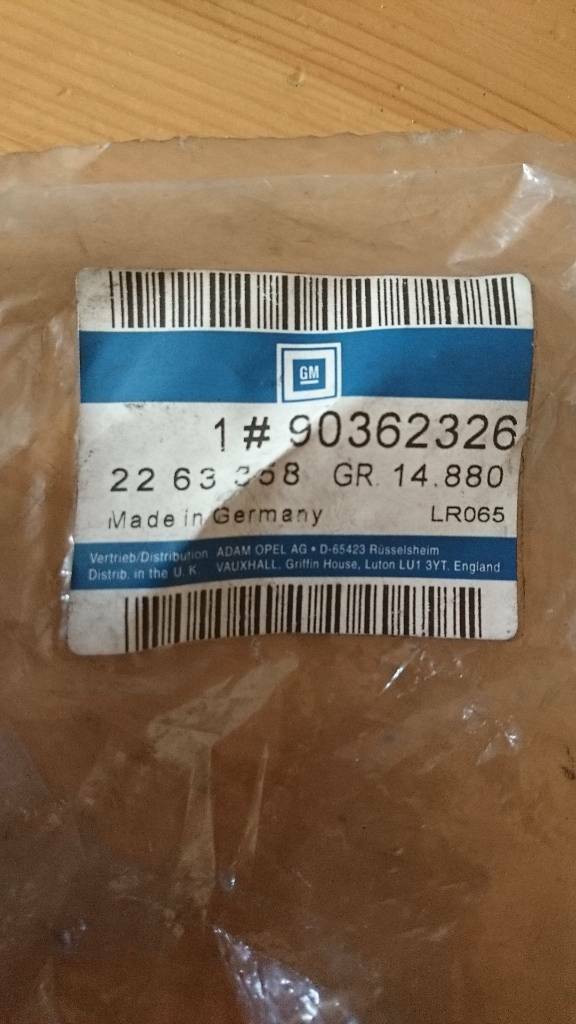 GM
1 # 90362326
22 63 358 GR. 14.880
Made in Germany LR065
Vertrieb/Distribution ADAM OPEL AG • D-65423 Rüsselsheim
Distrib. in the U. K. VAUXHALL. Griffin House, Luton LU1 3YT. England